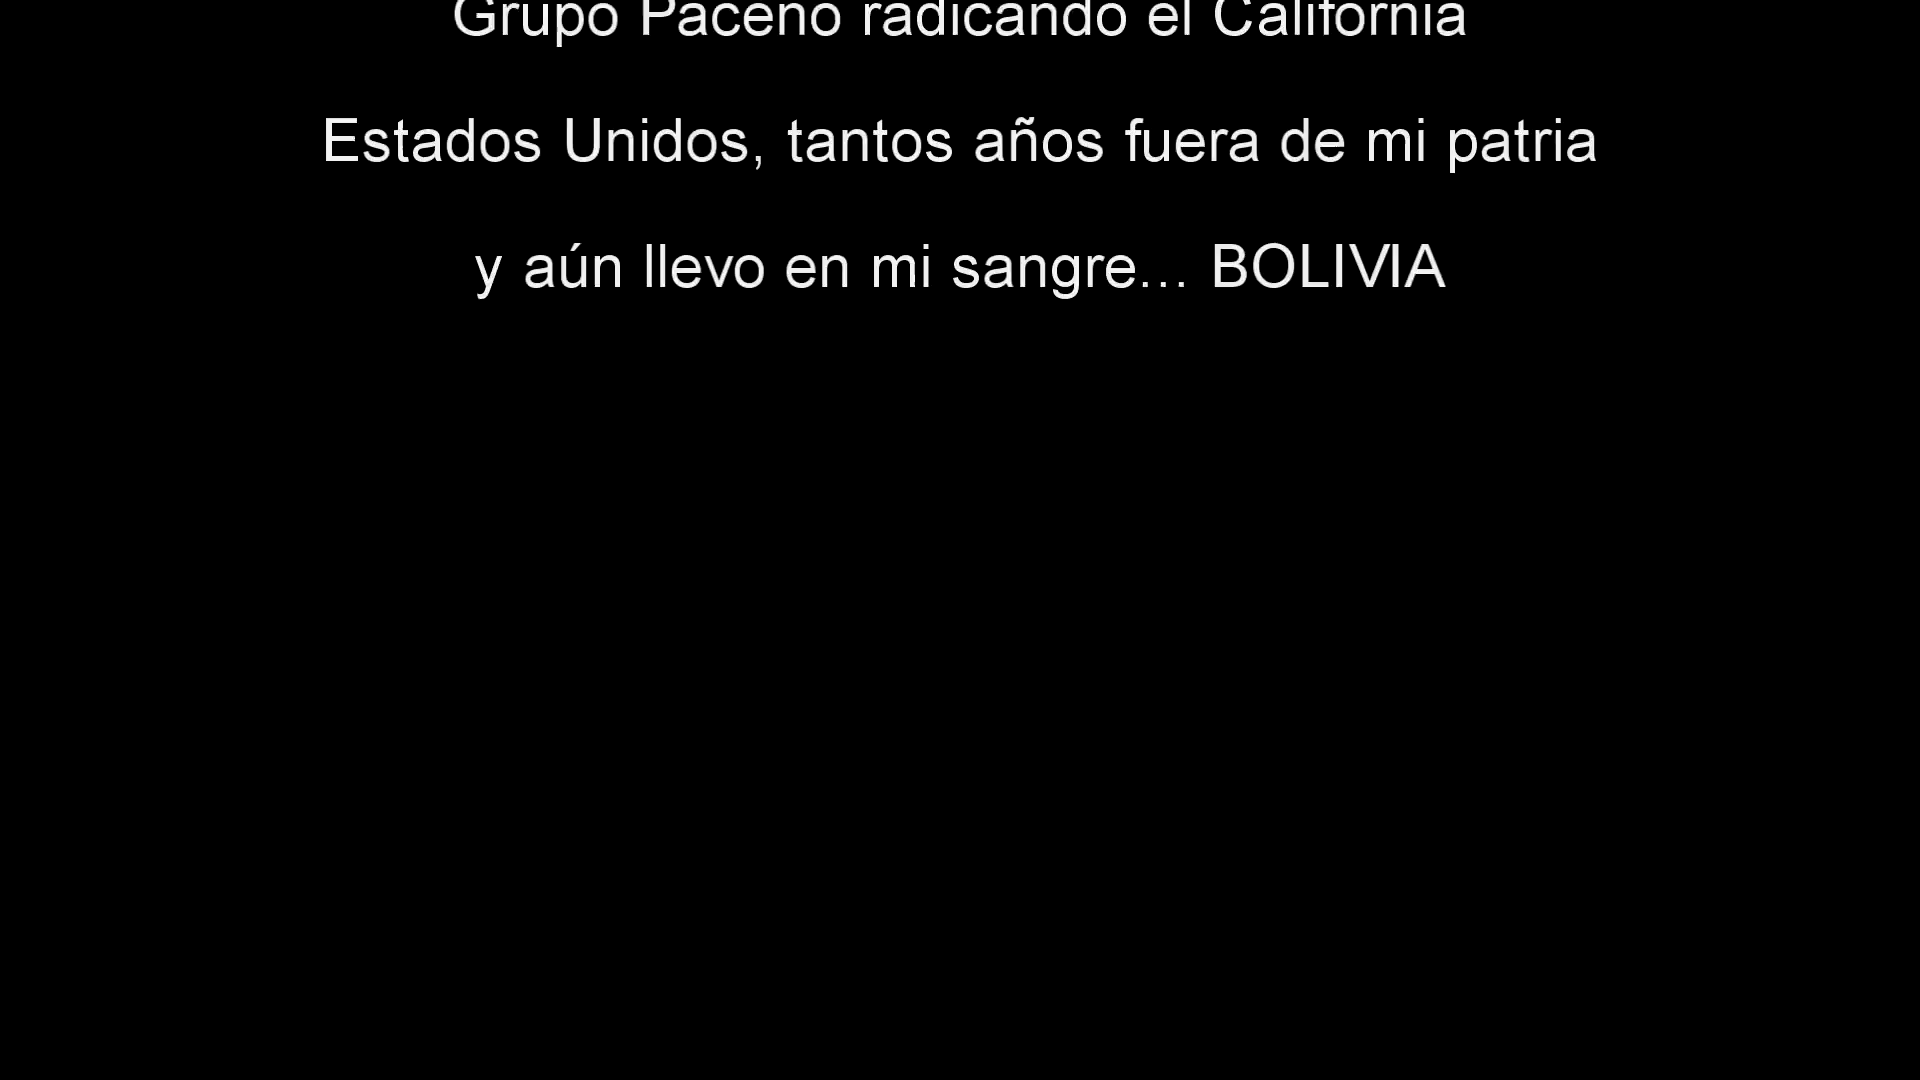 Grupo Paceño radicando el California
Estados Unidos, tantos años fuera de mi patria
y aún llevo en mi sangre... BOLIVIA